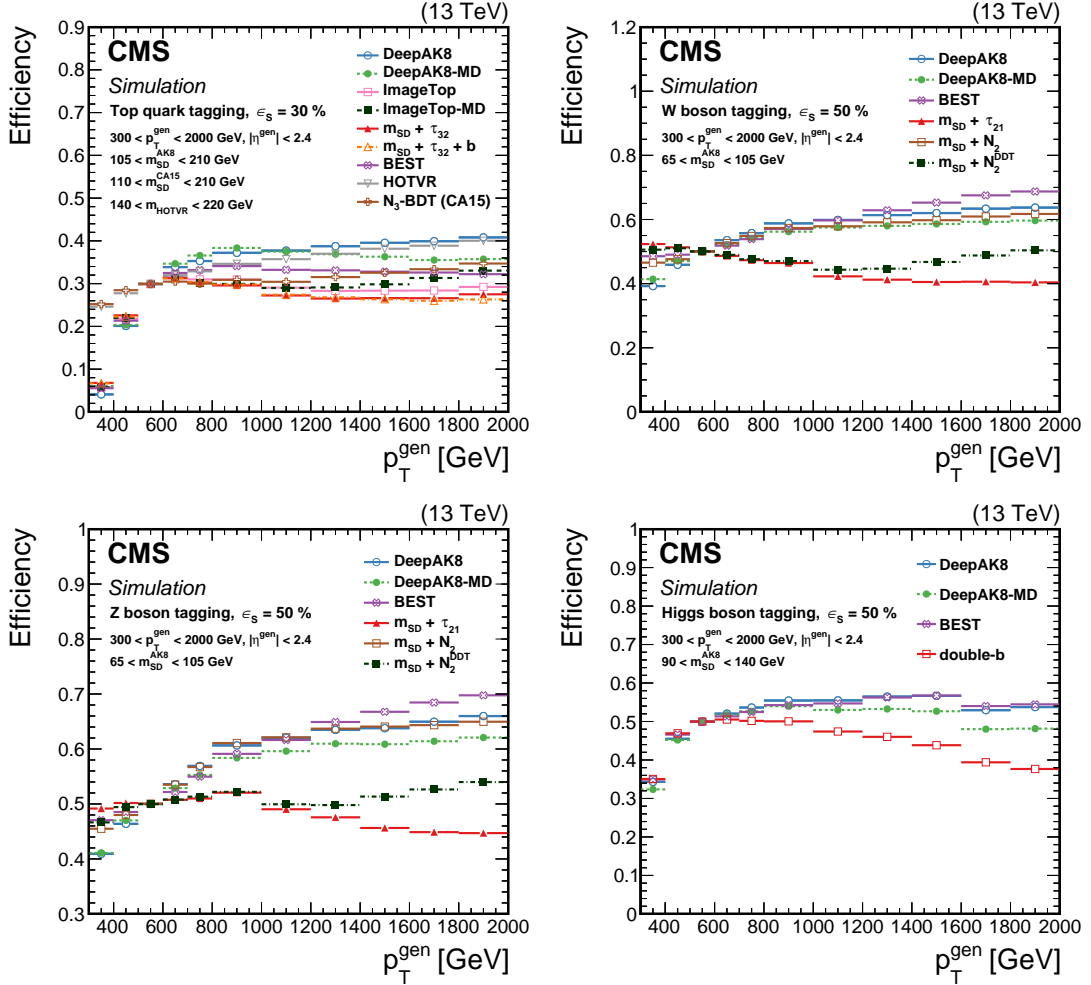 (13 TeV)
CMS
Simulation
Top quark tagging, ϵ_S = 30 %
300 < p_T^gen < 2000 GeV, |η^gen| < 2.4
105 < m_SD^AK8 < 210 GeV
110 < m_SD^CA15 < 210 GeV
140 < m_HOTVR < 220 GeV
DeepAK8
DeepAK8-MD
ImageTop
ImageTop-MD
m_SD + τ_32
m_SD + τ_32 + b
BEST
HOTVR
N_3-BDT (CA15)
Efficiency
0.9
0.8
0.7
0.6
0.5
0.4
0.3
0.2
0.1
0
400 600 800 1000 1200 1400 1600 1800 2000
p_T^gen [GeV]
(13 TeV)
CMS
Simulation
W boson tagging, ϵ_S = 50 %
300 < p_T^gen < 2000 GeV, |η^gen| < 2.4
65 < m_SD^AK8 < 105 GeV
DeepAK8
DeepAK8-MD
BEST
m_SD + τ_21
m_SD + N_2
m_SD + N_2^DDT
Efficiency
1.2
1
0.8
0.6
0.4
0.2
0
400 600 800 1000 1200 1400 1600 1800 2000
p_T^gen [GeV]
(13 TeV)
CMS
Simulation
Z boson tagging, ϵ_S = 50 %
300 < p_T^gen < 2000 GeV, |η^gen| < 2.4
65 < m_SD^AK8 < 105 GeV
DeepAK8
DeepAK8-MD
BEST
m_SD + τ_21
m_SD + N_2
m_SD + N_2^DDT
Efficiency
1
0.9
0.8
0.7
0.6
0.5
0.4
0.3
400 600 800 1000 1200 1400 1600 1800 2000
p_T^gen [GeV]
(13 TeV)
CMS
Simulation
Higgs boson tagging, ϵ_S = 50 %
300 < p_T^gen < 2000 GeV, |η^gen| < 2.4
90 < m_SD^AK8 < 140 GeV
DeepAK8
DeepAK8-MD
BEST
double-b
Efficiency
1
0.9
0.8
0.7
0.6
0.5
0.4
0.3
0.2
0.1
0
400 600 800 1000 1200 1400 1600 1800 2000
p_T^gen [GeV]